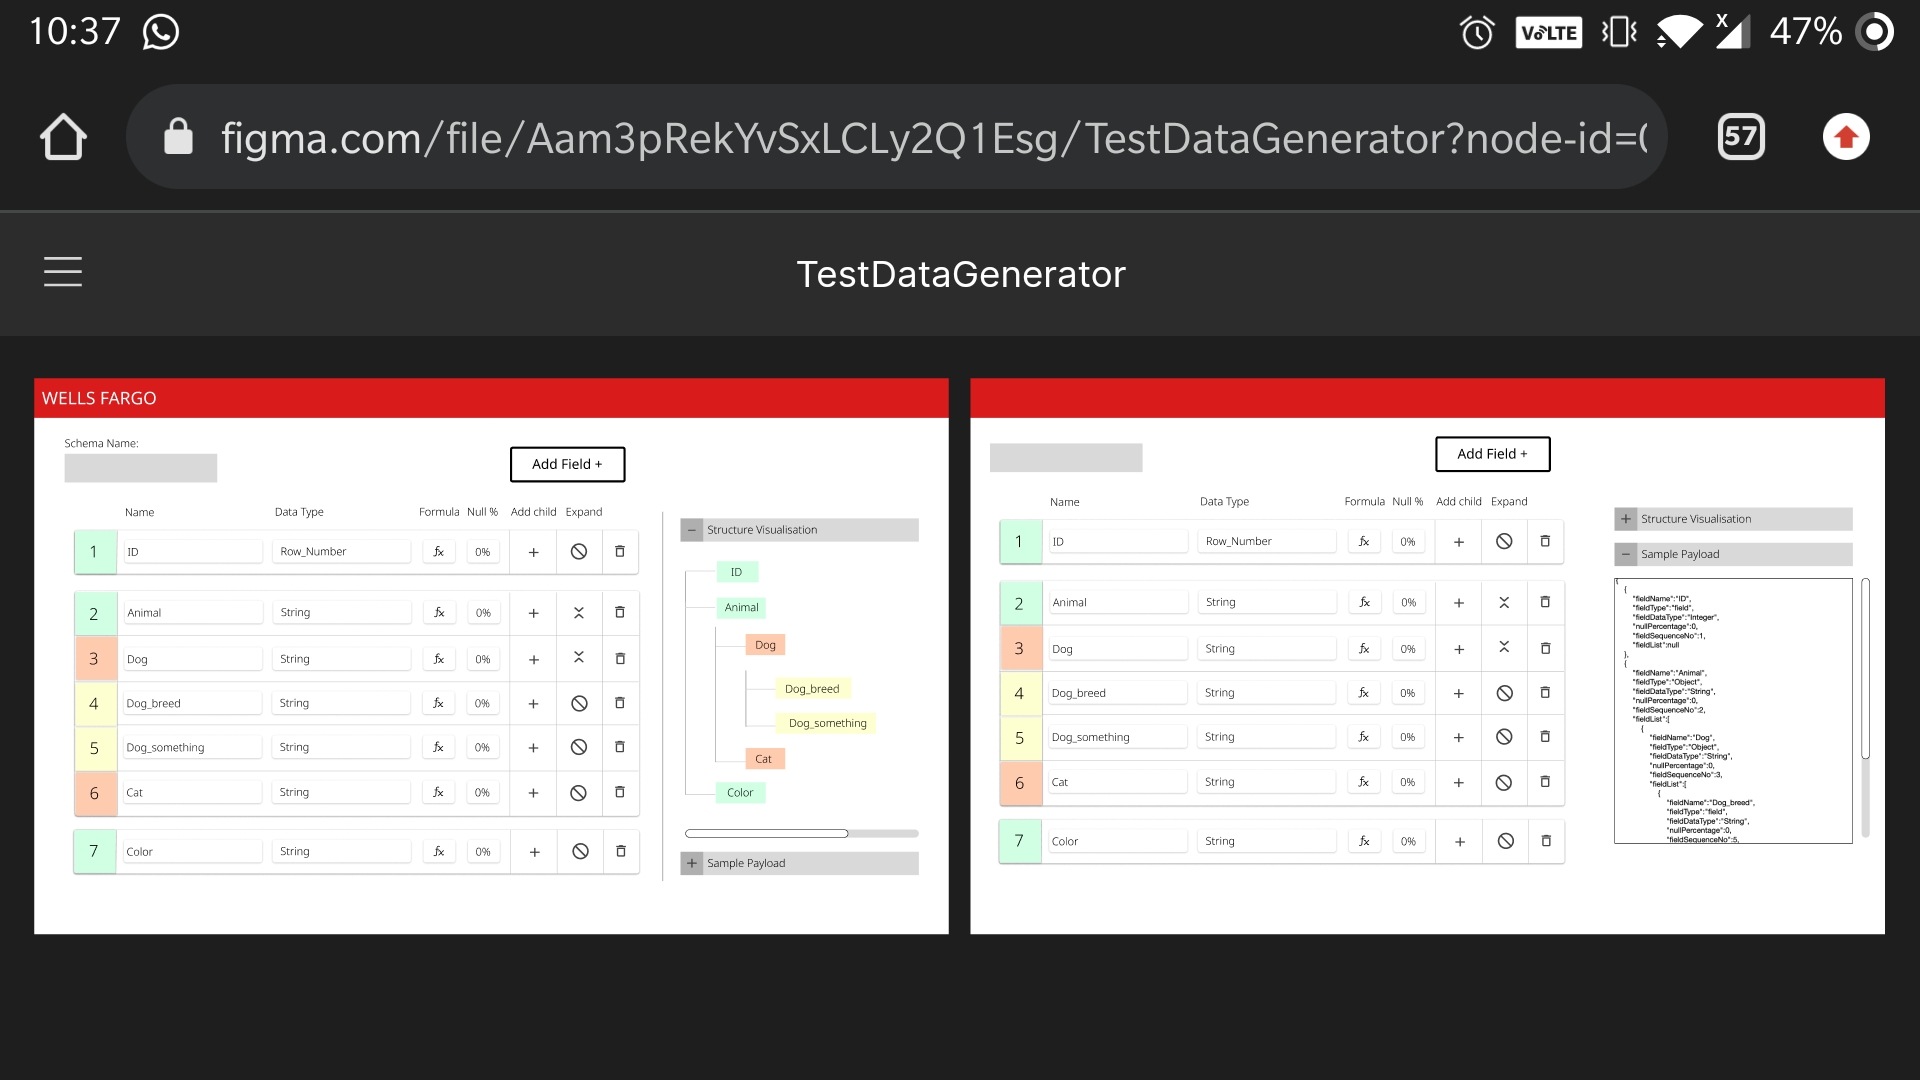 10:37
VoLTE
X
47%
figma.com/file/Aam3pRekYvSxLCLy2Q1Esg/TestDataGenerator?node-id=0
57
TestDataGenerator
WELLS FARGO
Schema Name:
Add Field +
Name Data Type Formula Null % Add child Expand
1 ID Row_Number fx 0% +
2 Animal String fx 0% +
3 Dog String fx 0% +
4 Dog_breed String fx 0% +
5 Dog_something String fx 0% +
6 Cat String fx 0% +
7 Color String fx 0% +
− Structure Visualisation
ID
Animal
Dog
Dog_breed
Dog_something
Cat
Color
+ Sample Payload
Add Field +
Name Data Type Formula Null % Add child Expand
1 ID Row_Number fx 0% +
2 Animal String fx 0% +
3 Dog String fx 0% +
4 Dog_breed String fx 0% +
5 Dog_something String fx 0% +
6 Cat String fx 0% +
7 Color String fx 0% +
+ Structure Visualisation
− Sample Payload
{
"fieldName":"ID",
"fieldType":"field",
"fieldDataType":"Integer",
"nullPercentage":0,
"fieldSequenceNo":1,
"fieldList":null
},
{
"fieldName":"Animal",
"fieldType":"Object",
"fieldDataType":"String",
"nullPercentage":0,
"fieldSequenceNo":2,
"fieldList":[
{
"fieldName":"Dog",
"fieldType":"Object",
"fieldDataType":"String",
"nullPercentage":0,
"fieldSequenceNo":3,
"fieldList":[
{
"fieldName":"Dog_breed",
"fieldType":"field",
"fieldDataType":"String",
"nullPercentage":0,
"fieldSequenceNo":5,